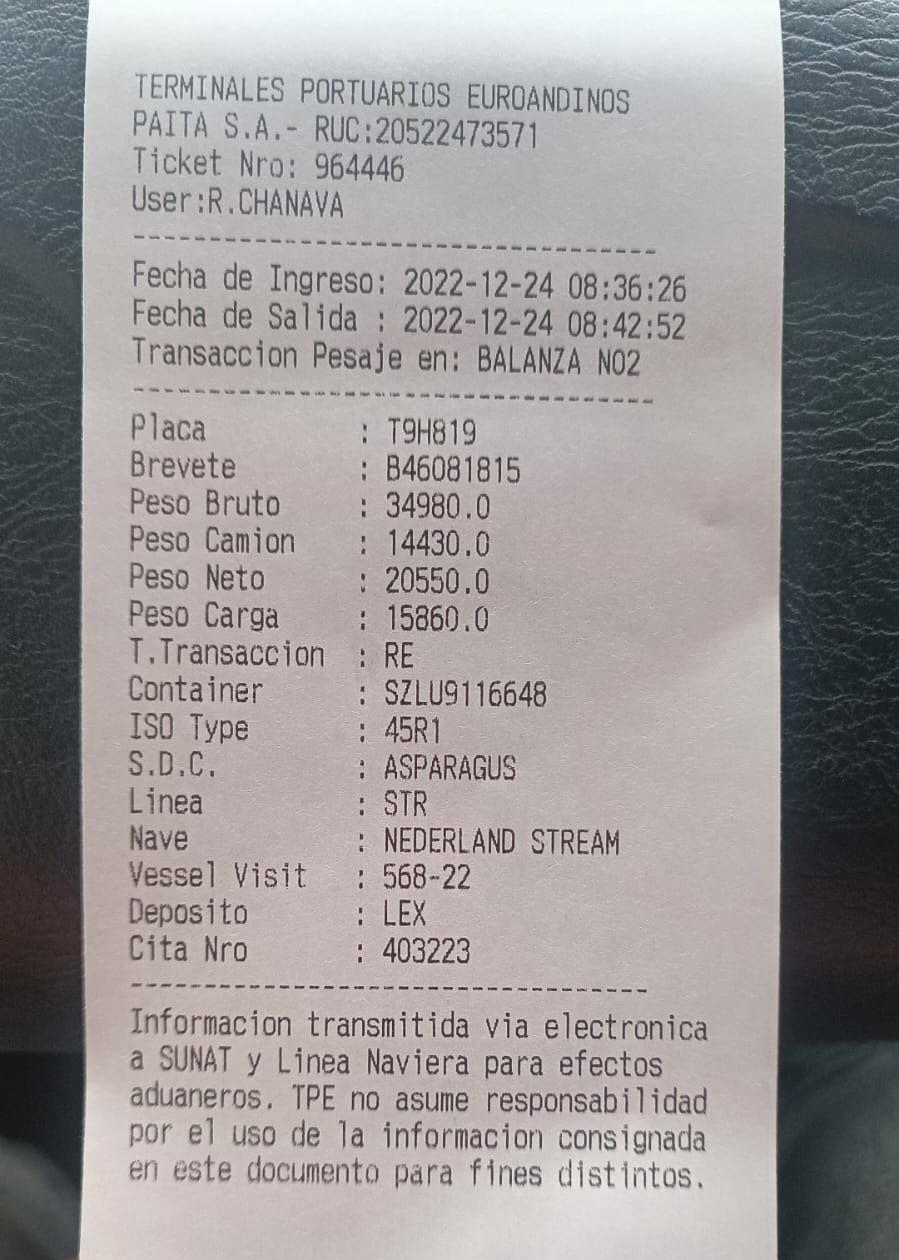 TERMINALES PORTUARIOS EUROANDINOS
PAITA S.A.- RUC:20522473571
Ticket Nro: 964446
User:R.CHANAVA
-----------------------------------
Fecha de Ingreso: 2022-12-24 08:36:26
Fecha de Salida : 2022-12-24 08:42:52
Transaccion Pesaje en: BALANZA NO2
-----------------------------------
Placa : T9H819
Brevete : B46081815
Peso Bruto : 34980.0
Peso Camion : 14430.0
Peso Neto : 20550.0
Peso Carga : 15860.0
T.Transaccion : RE
Container : SZLU9116648
ISO Type : 45R1
S.D.C. : ASPARAGUS
Linea : STR
Nave : NEDERLAND STREAM
Vessel Visit : 568-22
Deposito : LEX
Cita Nro : 403223
-----------------------------------
Informacion transmitida via electronica
a SUNAT y Linea Naviera para efectos
aduaneros. TPE no asume responsabilidad
por el uso de la informacion consignada
en este documento para fines distintos.